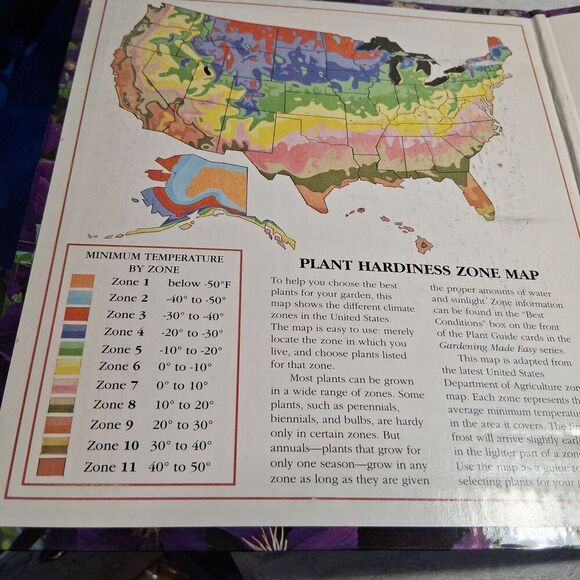 MINIMUM TEMPERATURE
BY ZONE
Zone 1 below -50°F
Zone 2 -40° to -50°
Zone 3 -30° to -40°
Zone 4 -20° to -30°
Zone 5 -10° to -20°
Zone 6 0° to -10°
Zone 7 0° to 10°
Zone 8 10° to 20°
Zone 9 20° to 30°
Zone 10 30° to 40°
Zone 11 40° to 50°
PLANT HARDINESS ZONE MAP
To help you choose the best
plants for your garden, this
map shows the different climate
zones in the United States.
The map is easy to use: merely
locate the zone in which you
live, and choose plants listed
for that zone.
Most plants can be grown
in a wide range of zones. Some
plants, such as perennials,
biennials, and bulbs, are hardy
only in certain zones. But
annuals—plants that grow for
only one season—grow in any
zone as long as they are given
the proper amounts of water
and sunlight. Zone information
can be found in the "Best
Conditions" box on the front
of the Plant Guide cards in the
Gardening Made Easy series.
This map is adapted from
the latest United States
Department of Agriculture zone
map. Each zone represents the
average minimum temperatu
in the area it covers. The fi
frost will arrive slightly earli
in the lighter part of a zon
Use the map as a guide to
selecting plants for your g